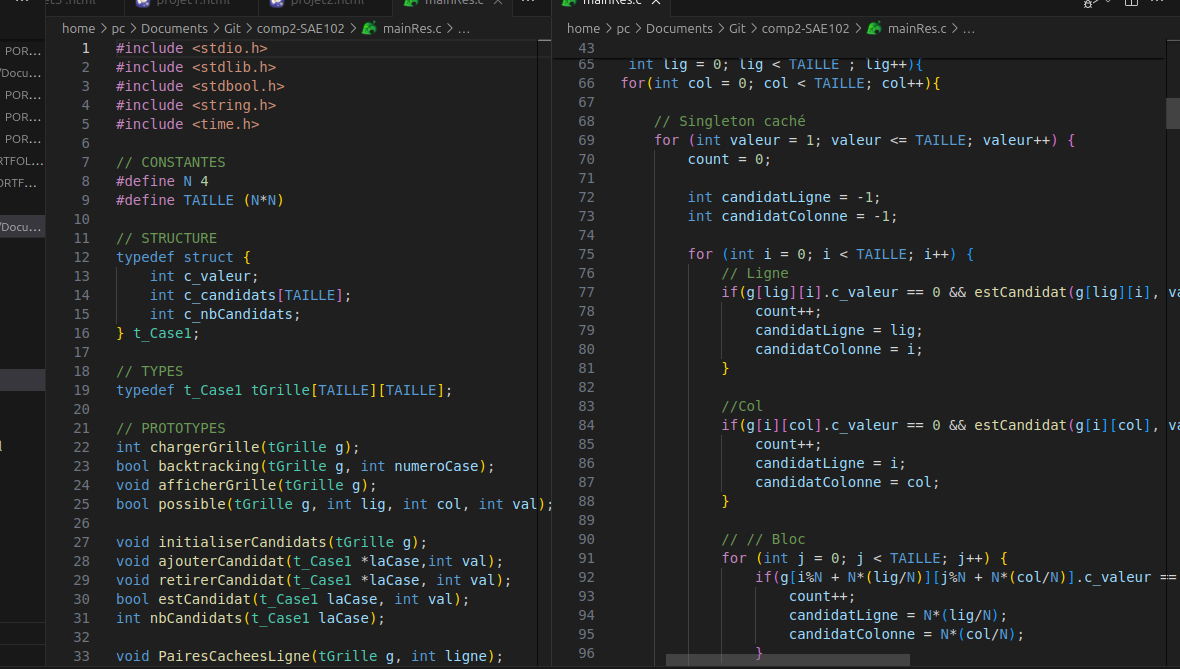 project1.html
project2.html
mainRes.c
mainRes.c
home > pc > Documents > Git > comp2-SAE102 > mainRes.c > ...
home > pc > Documents > Git > comp2-SAE102 > mainRes.c > ...
POR...
/Docu...
POR...
POR...
POR...
RTFOL...
ORTF...
/Docu...
1 #include <stdio.h>
2 #include <stdlib.h>
3 #include <stdbool.h>
4 #include <string.h>
5 #include <time.h>
6
7 // CONSTANTES
8 #define N 4
9 #define TAILLE (N*N)
10
11 // STRUCTURE
12 typedef struct {
13 int c_valeur;
14 int c_candidats[TAILLE];
15 int c_nbCandidats;
16 } t_Case1;
17
18 // TYPES
19 typedef t_Case1 tGrille[TAILLE][TAILLE];
20
21 // PROTOTYPES
22 int chargerGrille(tGrille g);
23 bool backtracking(tGrille g, int numeroCase);
24 void afficherGrille(tGrille g);
25 bool possible(tGrille g, int lig, int col, int val);
26
27 void initialiserCandidats(tGrille g);
28 void ajouterCandidat(t_Case1 *laCase,int val);
29 void retirerCandidat(t_Case1 *laCase, int val);
30 bool estCandidat(t_Case1 laCase, int val);
31 int nbCandidats(t_Case1 laCase);
32
33 void PairesCacheesLigne(tGrille g, int ligne);
43
65 int lig = 0; lig < TAILLE ; lig++){
66 for(int col = 0; col < TAILLE; col++){
67
68 // Singleton caché
69 for (int valeur = 1; valeur <= TAILLE; valeur++) {
70 count = 0;
71
72 int candidatLigne = -1;
73 int candidatColonne = -1;
74
75 for (int i = 0; i < TAILLE; i++) {
76 // Ligne
77 if(g[lig][i].c_valeur == 0 && estCandidat(g[lig][i], va
78 count++;
79 candidatLigne = lig;
80 candidatColonne = i;
81 }
82
83 //Col
84 if(g[i][col].c_valeur == 0 && estCandidat(g[i][col], va
85 count++;
86 candidatLigne = i;
87 candidatColonne = col;
88 }
89
90 // // Bloc
91 for (int j = 0; j < TAILLE; j++) {
92 if(g[i%N + N*(lig/N)][j%N + N*(col/N)].c_valeur ==
93 count++;
94 candidatLigne = N*(lig/N);
95 candidatColonne = N*(col/N);
96 }